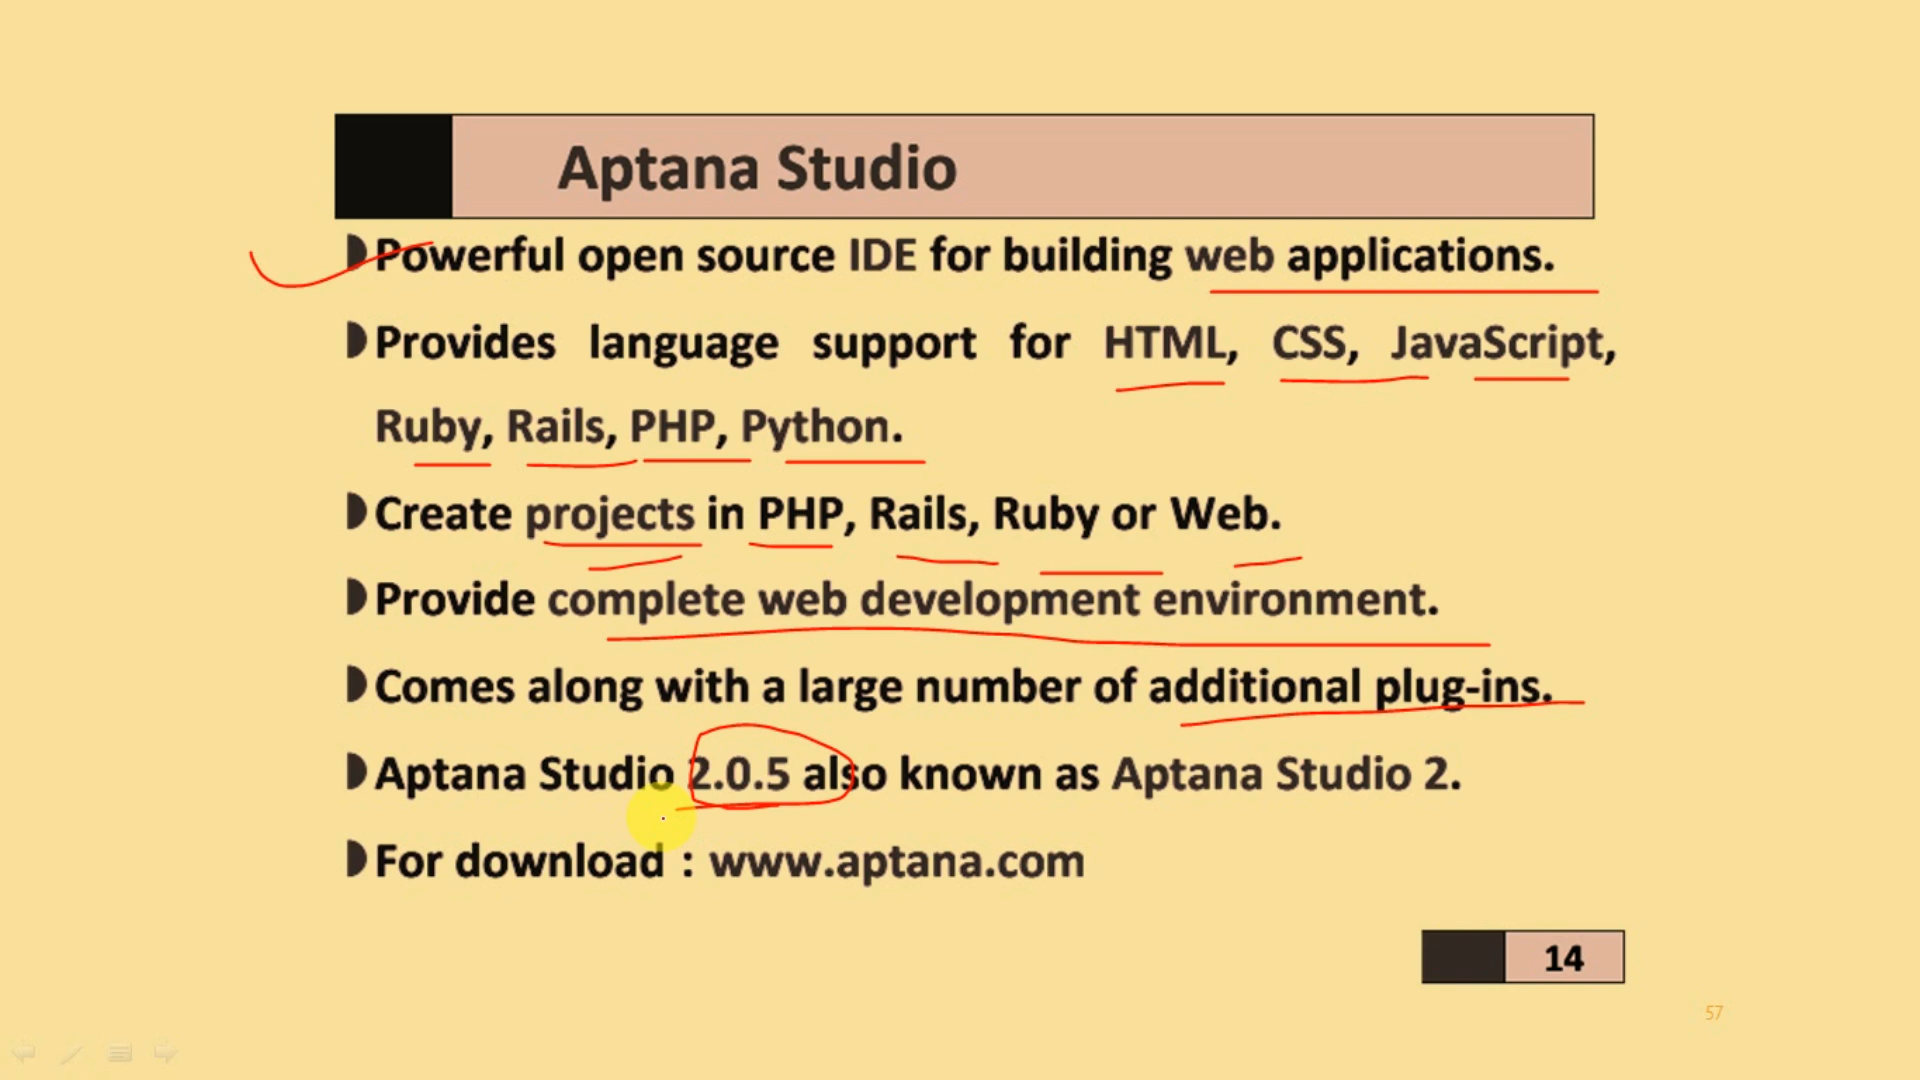 Aptana Studio
Powerful open source IDE for building web applications.
Provides language support for HTML, CSS, JavaScript,
Ruby, Rails, PHP, Python.
Create projects in PHP, Rails, Ruby or Web.
Provide complete web development environment.
Comes along with a large number of additional plug-ins.
Aptana Studio 2.0.5 also known as Aptana Studio 2.
For download : www.aptana.com
14
57